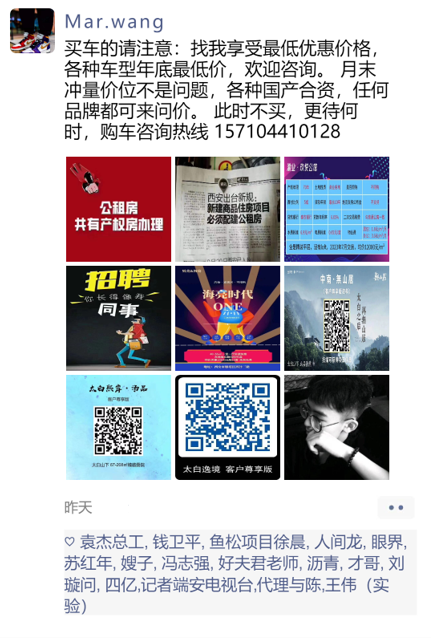 Mar.wang
买车的请注意：找我享受最低优惠价格，
各种车型年底最低价，欢迎咨询。 月末
冲量价位不是问题，各种国产合资，任何
品牌都可来问价。 此时不买，更待何
时，购车咨询热线 157104410128
公租房
共有产权房办理
西安出台新规：
新建商品住房项目
必须配建公租房
招聘
你长得像我
同事
海亮时代
ONE
中南·樊山居
太白逸境 客户尊享版
昨天
袁杰总工, 钱卫平, 鱼松项目徐晨, 人间龙, 眼界,
苏红年, 嫂子, 冯志强, 好夫君老师, 沥青, 才哥, 刘
璇问, 四亿,记者端安电视台,代理与陈,王伟（实
验）